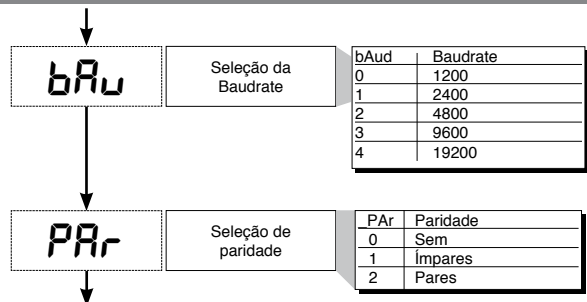 bAu
Seleção da
Baudrate
bAud Baudrate
0 1200
1 2400
2 4800
3 9600
4 19200
PAr
Seleção de
paridade
_PAr Paridade
0 Sem
1 Ímpares
2 Pares